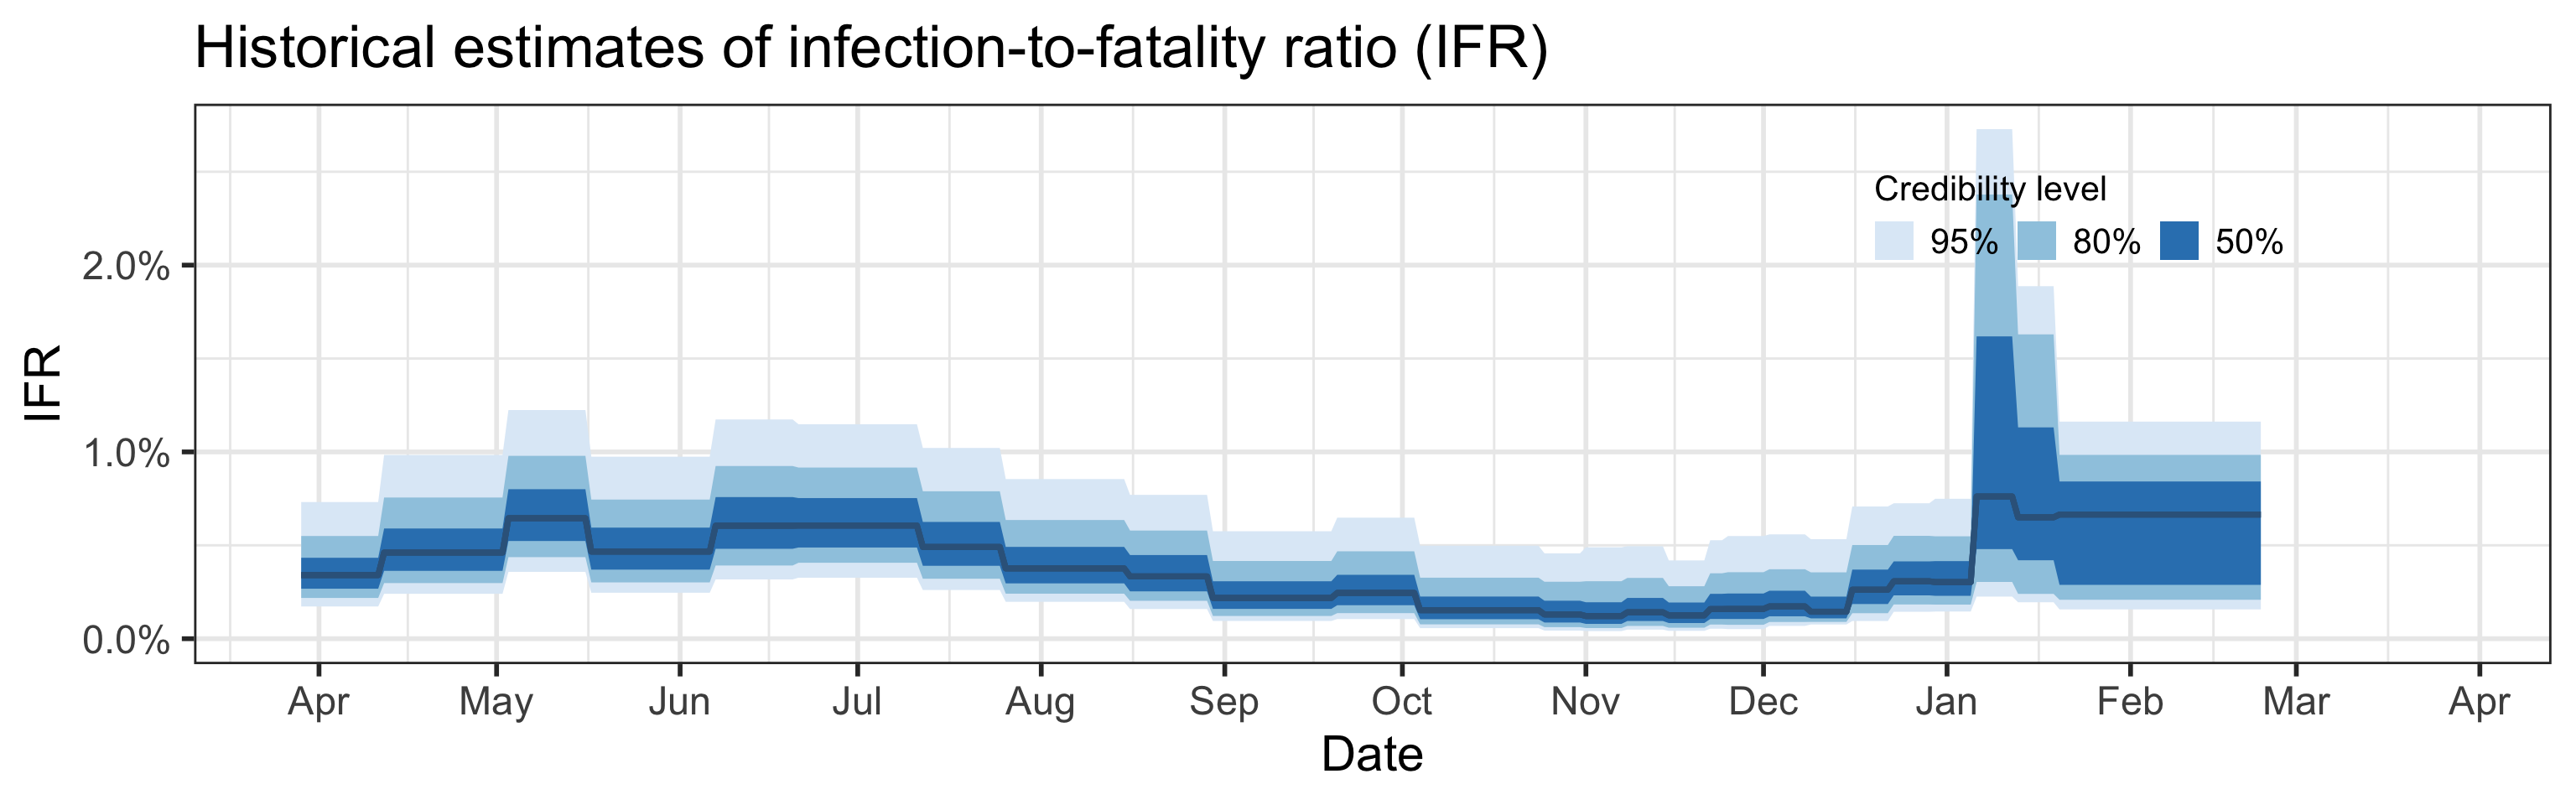 Historical estimates of infection-to-fatality ratio (IFR)
Credibility level
95% 80% 50%
2.0%
1.0%
0.0%
IFR
Apr May Jun Jul Aug Sep Oct Nov Dec Jan Feb Mar Apr
Date